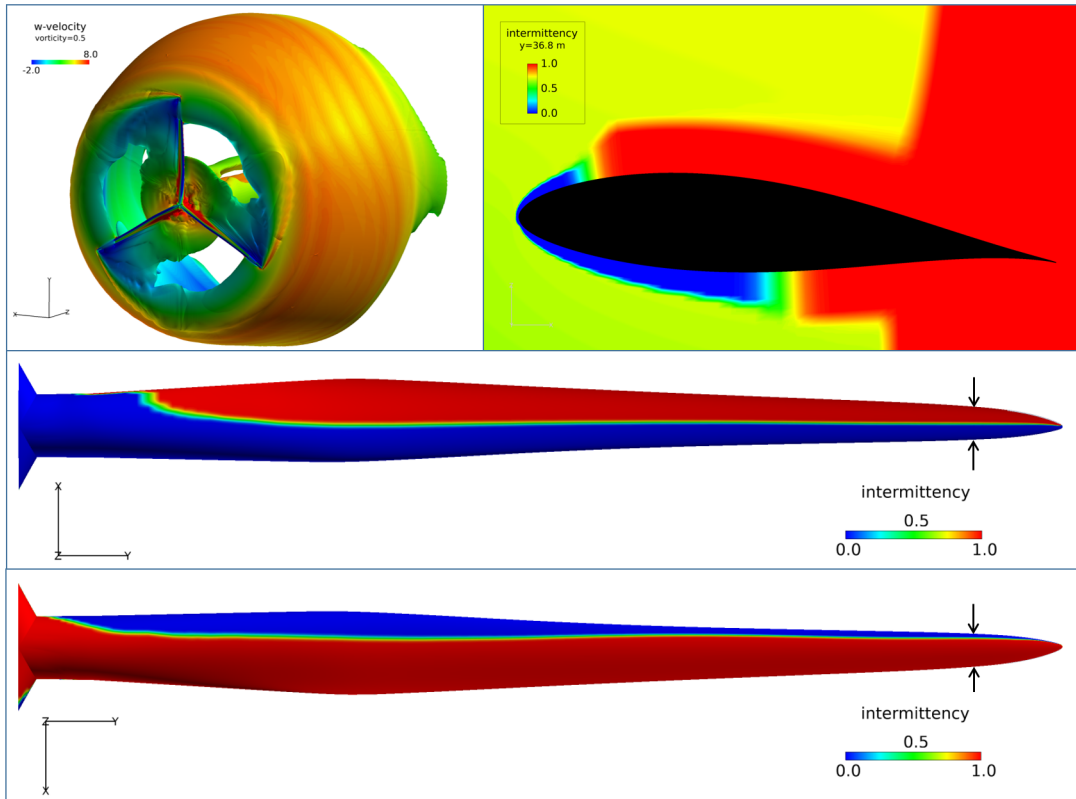 w-velocity
vorticity=0.5
8.0
-2.0
Y
X
Z
intermittency
y=36.8 m
1.0
0.5
0.0
X
Z
Y
intermittency
0.5
0.0
1.0
Z
Y
X
intermittency
0.5
0.0
1.0